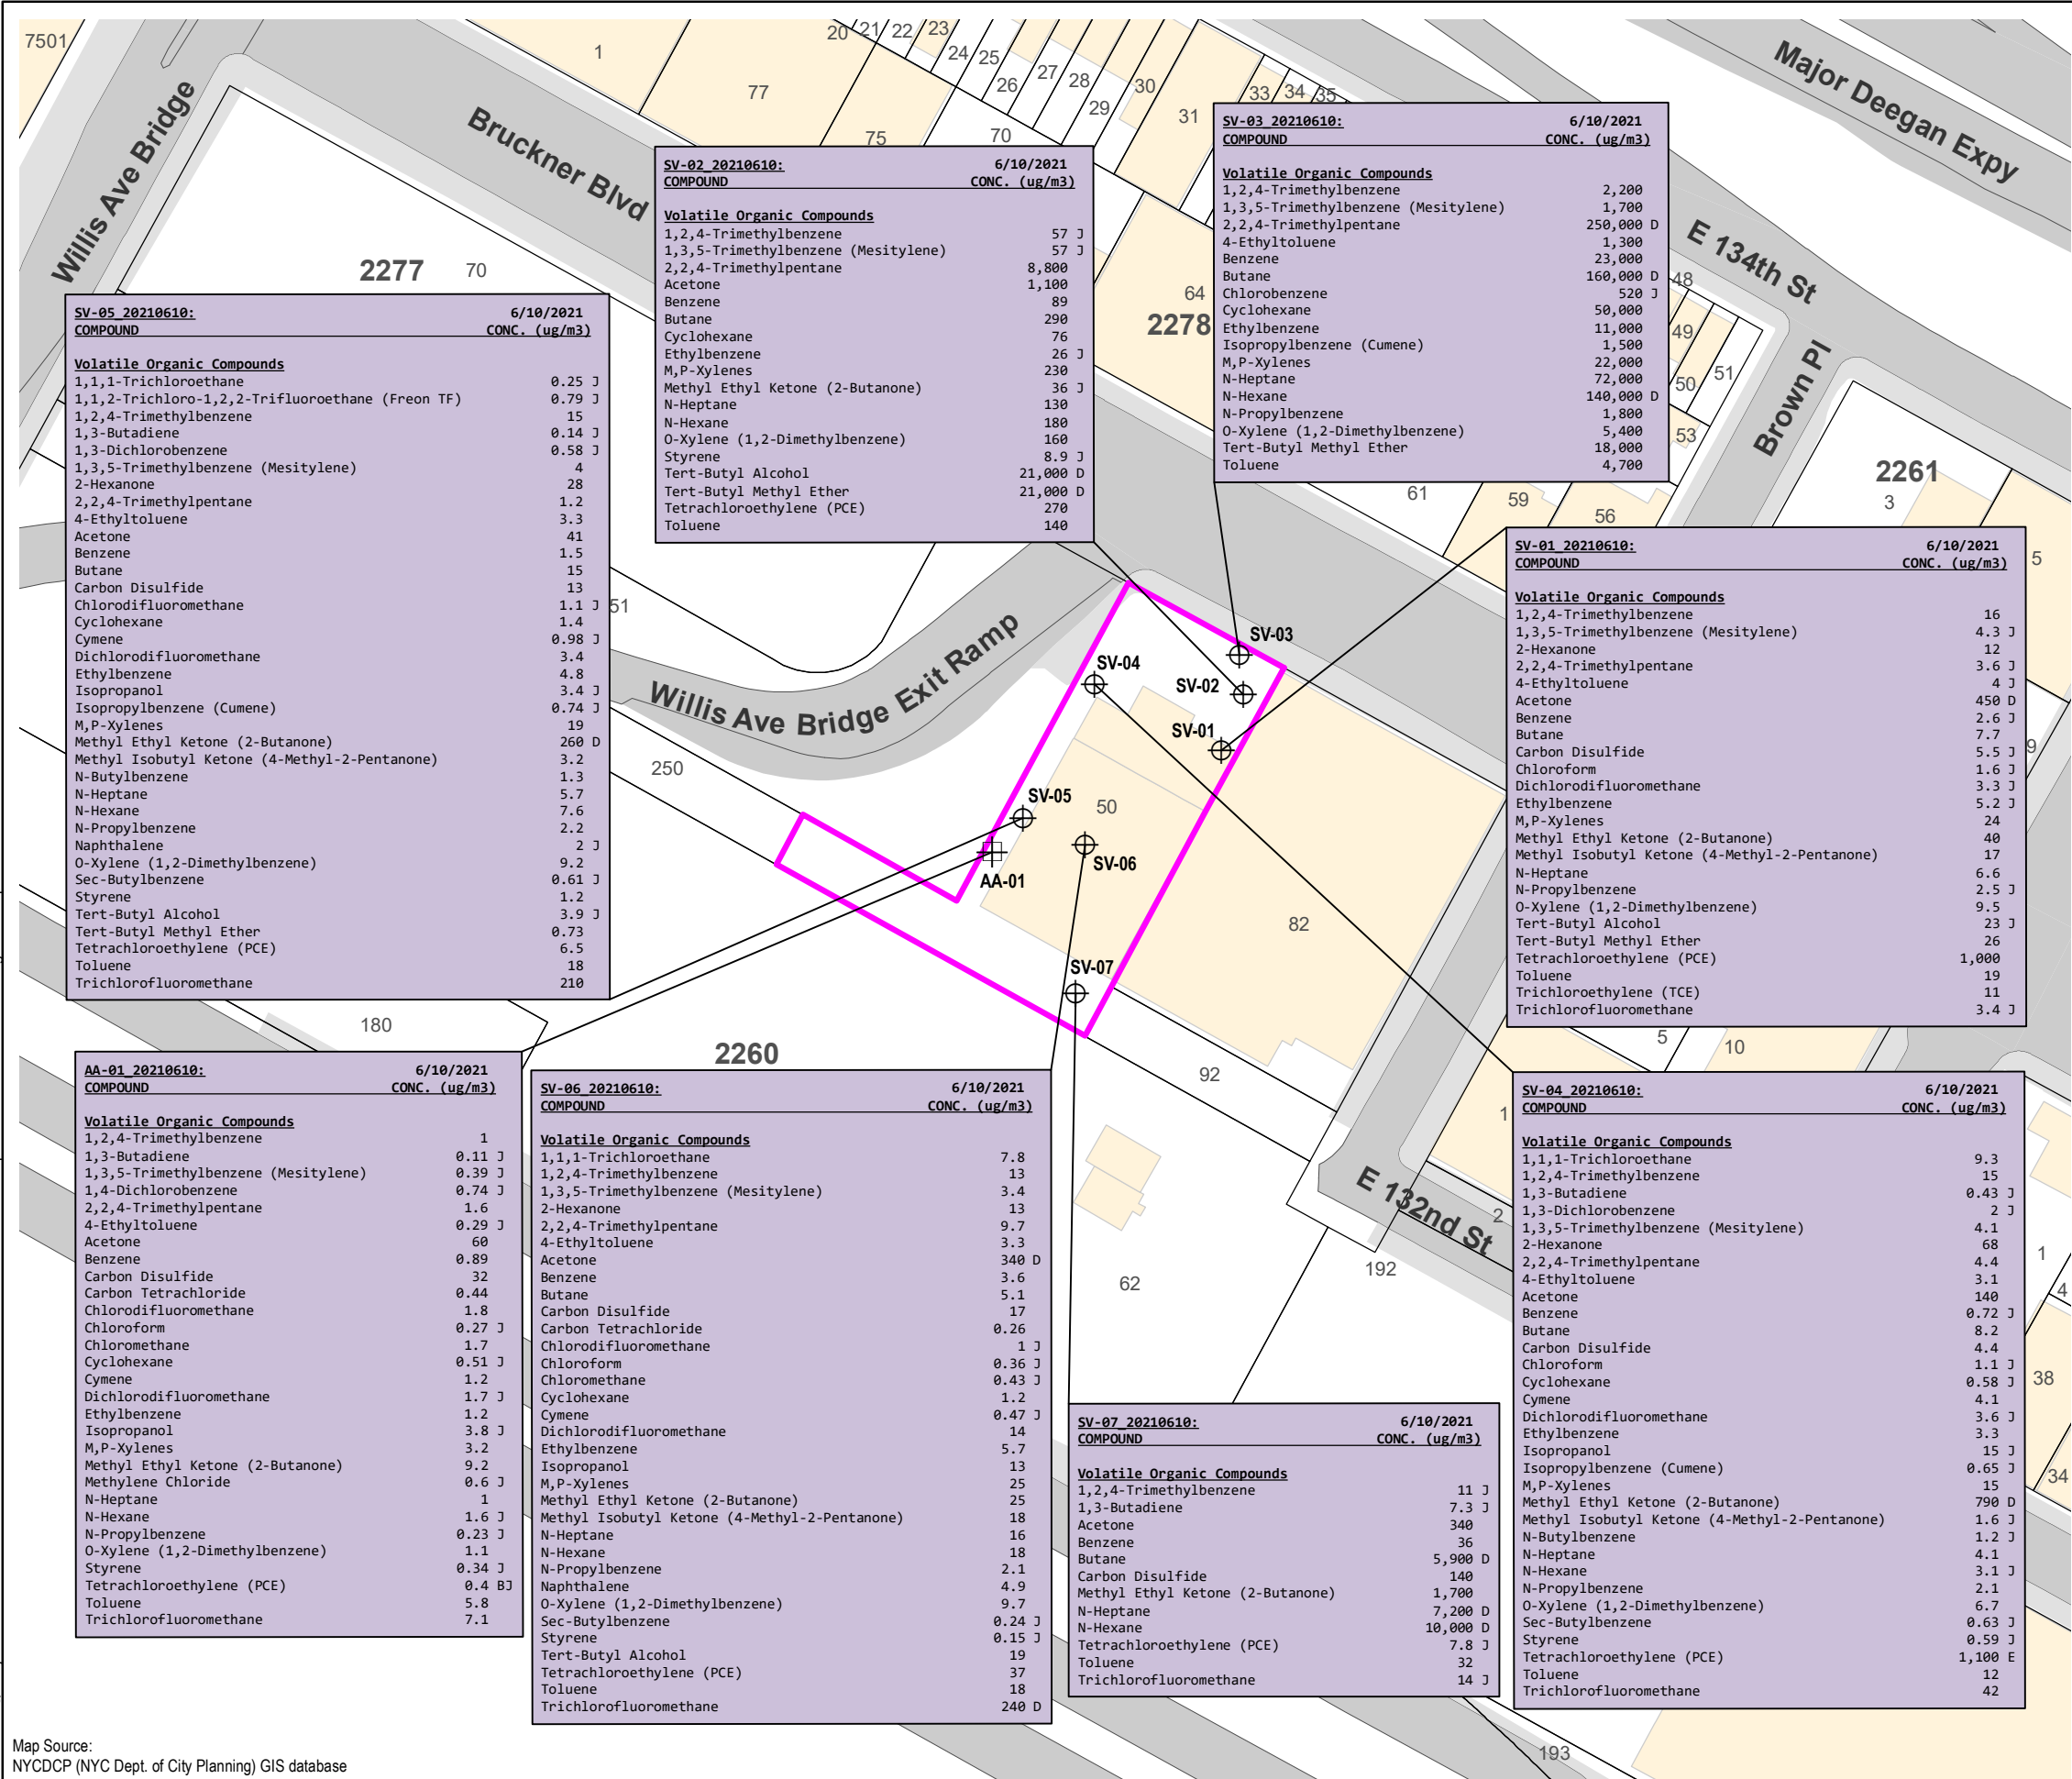 7501
1
77
20
21
22
23
24
25
26
27
28
29
30
31
33
34
35
75
70
Major Deegan Expy
Willis Ave Bridge
Bruckner Blvd
E 134th St
Brown Pl
2277
70
64
2278
48
49
50
51
53
2261
3
5
61
59
56
9
51
SV-02_20210610: 6/10/2021
COMPOUND CONC. (ug/m3)
Volatile Organic Compounds
1,2,4-Trimethylbenzene 57 J
1,3,5-Trimethylbenzene (Mesitylene) 57 J
2,2,4-Trimethylpentane 8,800
Acetone 1,100
Benzene 89
Butane 290
Cyclohexane 76
Ethylbenzene 26 J
M,P-Xylenes 230
Methyl Ethyl Ketone (2-Butanone) 36 J
N-Heptane 130
N-Hexane 180
O-Xylene (1,2-Dimethylbenzene) 160
Styrene 8.9 J
Tert-Butyl Alcohol 21,000 D
Tert-Butyl Methyl Ether 21,000 D
Tetrachloroethylene (PCE) 270
Toluene 140
SV-03_20210610: 6/10/2021
COMPOUND CONC. (ug/m3)
Volatile Organic Compounds
1,2,4-Trimethylbenzene 2,200
1,3,5-Trimethylbenzene (Mesitylene) 1,700
2,2,4-Trimethylpentane 250,000 D
4-Ethyltoluene 1,300
Benzene 23,000
Butane 160,000 D
Chlorobenzene 520 J
Cyclohexane 50,000
Ethylbenzene 11,000
Isopropylbenzene (Cumene) 1,500
M,P-Xylenes 22,000
N-Heptane 72,000
N-Hexane 140,000 D
N-Propylbenzene 1,800
O-Xylene (1,2-Dimethylbenzene) 5,400
Tert-Butyl Methyl Ether 18,000
Toluene 4,700
SV-05_20210610: 6/10/2021
COMPOUND CONC. (ug/m3)
Volatile Organic Compounds
1,1,1-Trichloroethane 0.25 J
1,1,2-Trichloro-1,2,2-Trifluoroethane (Freon TF) 0.79 J
1,2,4-Trimethylbenzene 15
1,3-Butadiene 0.14 J
1,3-Dichlorobenzene 0.58 J
1,3,5-Trimethylbenzene (Mesitylene) 4
2-Hexanone 28
2,2,4-Trimethylpentane 1.2
4-Ethyltoluene 3.3
Acetone 41
Benzene 1.5
Butane 15
Carbon Disulfide 13
Chlorodifluoromethane 1.1 J
Cyclohexane 1.4
Cymene 0.98 J
Dichlorodifluoromethane 3.4
Ethylbenzene 4.8
Isopropanol 3.4 J
Isopropylbenzene (Cumene) 0.74 J
M,P-Xylenes 19
Methyl Ethyl Ketone (2-Butanone) 260 D
Methyl Isobutyl Ketone (4-Methyl-2-Pentanone) 3.2
N-Butylbenzene 1.3
N-Heptane 5.7
N-Hexane 7.6
N-Propylbenzene 2.2
Naphthalene 2 J
O-Xylene (1,2-Dimethylbenzene) 9.2
Sec-Butylbenzene 0.61 J
Styrene 1.2
Tert-Butyl Alcohol 3.9 J
Tert-Butyl Methyl Ether 0.73
Tetrachloroethylene (PCE) 6.5
Toluene 18
Trichlorofluoromethane 210
SV-01_20210610: 6/10/2021
COMPOUND CONC. (ug/m3)
Volatile Organic Compounds
1,2,4-Trimethylbenzene 16
1,3,5-Trimethylbenzene (Mesitylene) 4.3 J
2-Hexanone 12
2,2,4-Trimethylpentane 3.6 J
4-Ethyltoluene 4 J
Acetone 450 D
Benzene 2.6 J
Butane 7.7
Carbon Disulfide 5.5 J
Chloroform 1.6 J
Dichlorodifluoromethane 3.3 J
Ethylbenzene 5.2 J
M,P-Xylenes 24
Methyl Ethyl Ketone (2-Butanone) 40
Methyl Isobutyl Ketone (4-Methyl-2-Pentanone) 17
N-Heptane 6.6
N-Propylbenzene 2.5 J
O-Xylene (1,2-Dimethylbenzene) 9.5
Tert-Butyl Alcohol 23 J
Tert-Butyl Methyl Ether 26
Tetrachloroethylene (PCE) 1,000
Toluene 19
Trichloroethylene (TCE) 11
Trichlorofluoromethane 3.4 J
Willis Ave Bridge Exit Ramp
SV-03
SV-04
SV-02
SV-01
SV-05
50
SV-06
AA-01
SV-07
250
82
180
2260
92
62
E 132nd St
192
5
10
1
2
1
4
38
34
193
AA-01_20210610: 6/10/2021
COMPOUND CONC. (ug/m3)
Volatile Organic Compounds
1,2,4-Trimethylbenzene 1
1,3-Butadiene 0.11 J
1,3,5-Trimethylbenzene (Mesitylene) 0.39 J
1,4-Dichlorobenzene 0.74 J
2,2,4-Trimethylpentane 1.6
4-Ethyltoluene 0.29 J
Acetone 60
Benzene 0.89
Carbon Disulfide 32
Carbon Tetrachloride 0.44
Chlorodifluoromethane 1.8
Chloroform 0.27 J
Chloromethane 1.7
Cyclohexane 0.51 J
Cymene 1.2
Dichlorodifluoromethane 1.7 J
Ethylbenzene 1.2
Isopropanol 3.8 J
M,P-Xylenes 3.2
Methyl Ethyl Ketone (2-Butanone) 9.2
Methylene Chloride 0.6 J
N-Heptane 1
N-Hexane 1.6 J
N-Propylbenzene 0.23 J
O-Xylene (1,2-Dimethylbenzene) 1.1
Styrene 0.34 J
Tetrachloroethylene (PCE) 0.4 BJ
Toluene 5.8
Trichlorofluoromethane 7.1
SV-06_20210610: 6/10/2021
COMPOUND CONC. (ug/m3)
Volatile Organic Compounds
1,1,1-Trichloroethane 7.8
1,2,4-Trimethylbenzene 13
1,3,5-Trimethylbenzene (Mesitylene) 3.4
2-Hexanone 13
2,2,4-Trimethylpentane 9.7
4-Ethyltoluene 3.3
Acetone 340 D
Benzene 3.6
Butane 5.1
Carbon Disulfide 17
Carbon Tetrachloride 0.26
Chlorodifluoromethane 1 J
Chloroform 0.36 J
Chloromethane 0.43 J
Cyclohexane 1.2
Cymene 0.47 J
Dichlorodifluoromethane 14
Ethylbenzene 5.7
Isopropanol 13
M,P-Xylenes 25
Methyl Ethyl Ketone (2-Butanone) 25
Methyl Isobutyl Ketone (4-Methyl-2-Pentanone) 18
N-Heptane 16
N-Hexane 18
N-Propylbenzene 2.1
Naphthalene 4.9
O-Xylene (1,2-Dimethylbenzene) 9.7
Sec-Butylbenzene 0.24 J
Styrene 0.15 J
Tert-Butyl Alcohol 19
Tetrachloroethylene (PCE) 37
Toluene 18
Trichlorofluoromethane 240 D
SV-07_20210610: 6/10/2021
COMPOUND CONC. (ug/m3)
Volatile Organic Compounds
1,2,4-Trimethylbenzene 11 J
1,3-Butadiene 7.3 J
Acetone 340
Benzene 36
Butane 5,900 D
Carbon Disulfide 140
Methyl Ethyl Ketone (2-Butanone) 1,700
N-Heptane 7,200 D
N-Hexane 10,000 D
Tetrachloroethylene (PCE) 7.8 J
Toluene 32
Trichlorofluoromethane 14 J
SV-04_20210610: 6/10/2021
COMPOUND CONC. (ug/m3)
Volatile Organic Compounds
1,1,1-Trichloroethane 9.3
1,2,4-Trimethylbenzene 15
1,3-Butadiene 0.43 J
1,3-Dichlorobenzene 2 J
1,3,5-Trimethylbenzene (Mesitylene) 4.1
2-Hexanone 68
2,2,4-Trimethylpentane 4.4
4-Ethyltoluene 3.1
Acetone 140
Benzene 0.72 J
Butane 8.2
Carbon Disulfide 4.4
Chloroform 1.1 J
Cyclohexane 0.58 J
Cymene 4.1
Dichlorodifluoromethane 3.6 J
Ethylbenzene 3.3
Isopropanol 15 J
Isopropylbenzene (Cumene) 0.65 J
M,P-Xylenes 15
Methyl Ethyl Ketone (2-Butanone) 790 D
Methyl Isobutyl Ketone (4-Methyl-2-Pentanone) 1.6 J
N-Butylbenzene 1.2 J
N-Heptane 4.1
N-Hexane 3.1 J
N-Propylbenzene 2.1
O-Xylene (1,2-Dimethylbenzene) 6.7
Sec-Butylbenzene 0.63 J
Styrene 0.59 J
Tetrachloroethylene (PCE) 1,100 E
Toluene 12
Trichlorofluoromethane 42
Map Source:
NYCDCP (NYC Dept. of City Planning) GIS database